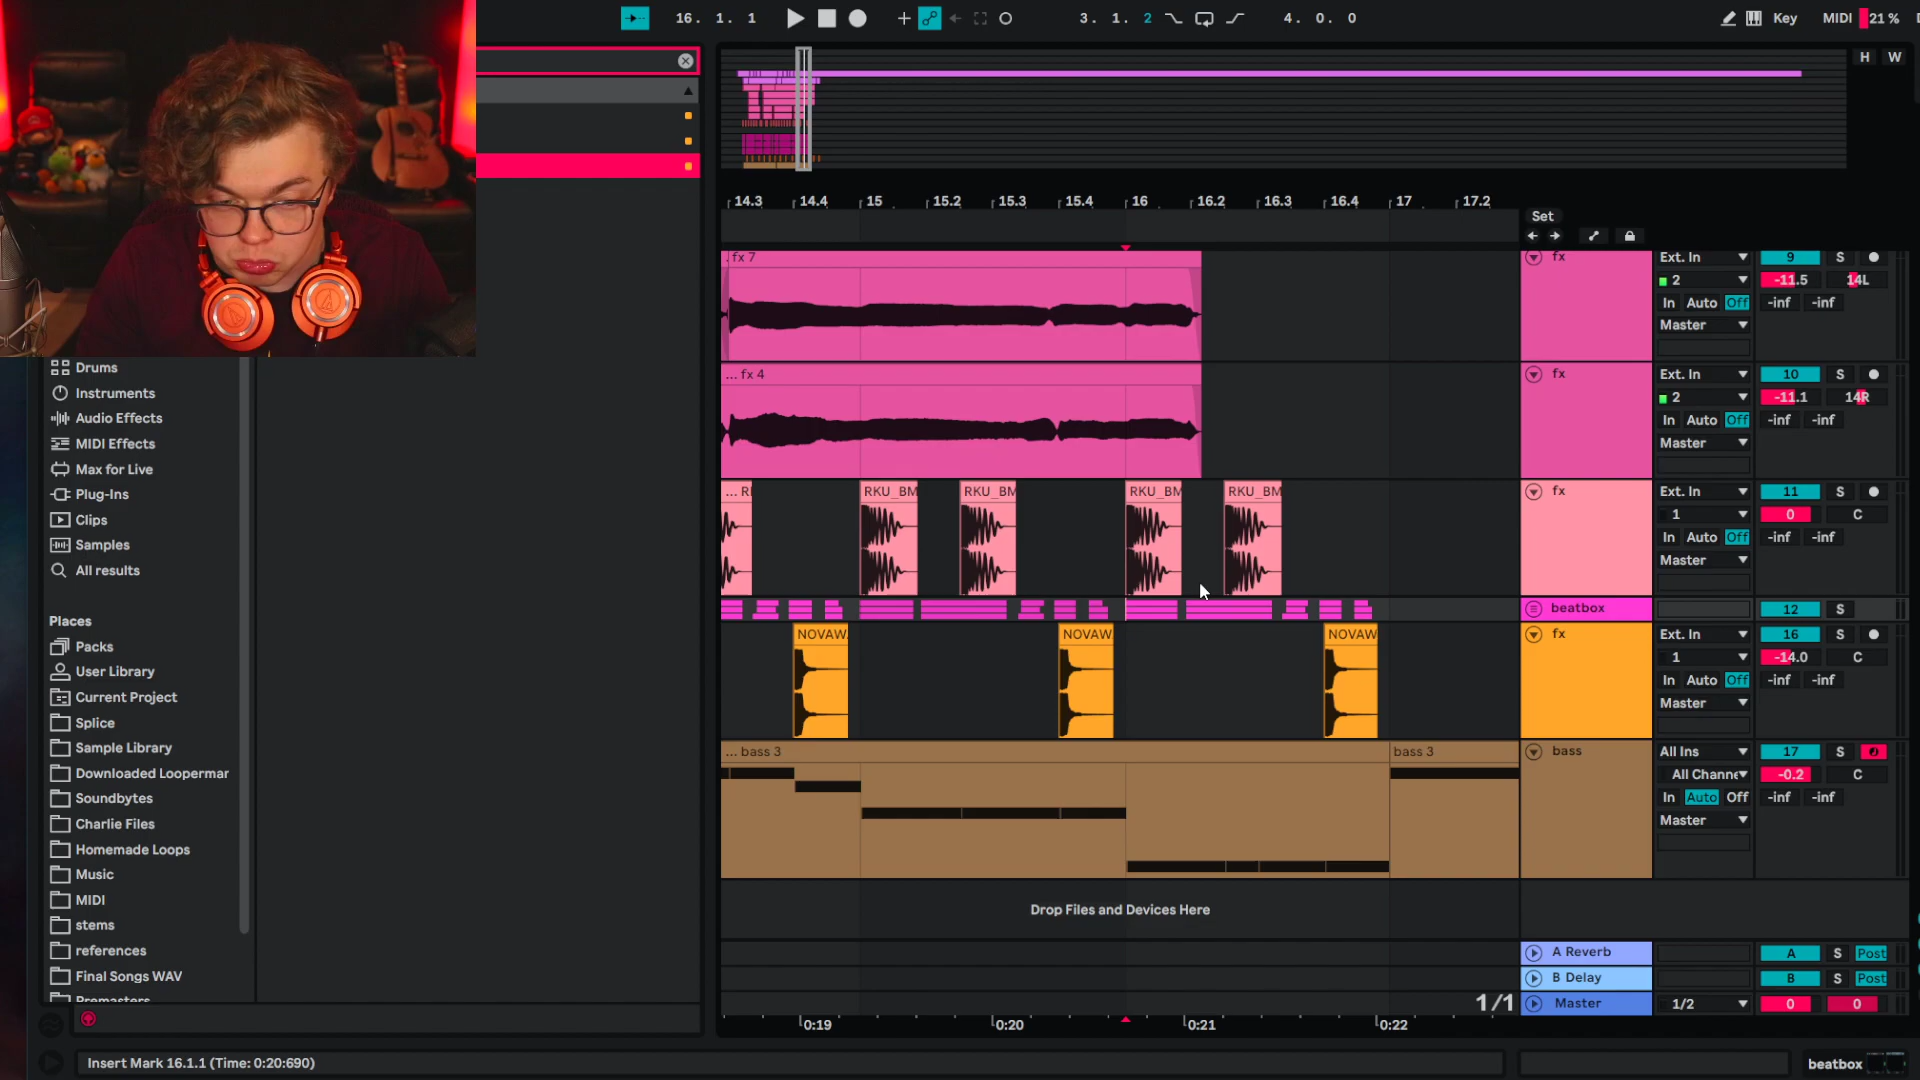 16. 1. 1
3. 1. 2
4. 0. 0
Key
MIDI
21 %
H W
14.3 14.4 15 15.2 15.3 15.4 16 16.2 16.3 16.4 17 17.2
Set
fx 7
fx
Ext. In
9
S
2
-11.5
14L
In Auto Off
-inf -inf
Master
... fx 4
fx
Ext. In
10
S
2
-11.1
14R
In Auto Off
-inf -inf
Master
RKU_BM
RKU_BM
RKU_BM
RKU_BM
fx
Ext. In
11
S
1
0
C
In Auto Off
-inf -inf
Master
beatbox
12
S
NOVAW
NOVAW
NOVAW
fx
Ext. In
16
S
1
-14.0
C
In Auto Off
-inf -inf
Master
... bass 3
bass 3
bass
All Ins
17
S
All Channe
-0.2
C
In Auto Off
-inf -inf
Master
Drop Files and Devices Here
A Reverb
A
S
Post
B Delay
B
S
Post
1/1
Master
1/2
0
0
0:19 0:20 0:21 0:22
Drums
Instruments
Audio Effects
MIDI Effects
Max for Live
Plug-Ins
Clips
Samples
All results
Places
Packs
User Library
Current Project
Splice
Sample Library
Downloaded Loopermar
Soundbytes
Charlie Files
Homemade Loops
Music
MIDI
stems
references
Final Songs WAV
Premasters
Insert Mark 16.1.1 (Time: 0:20:690)
beatbox